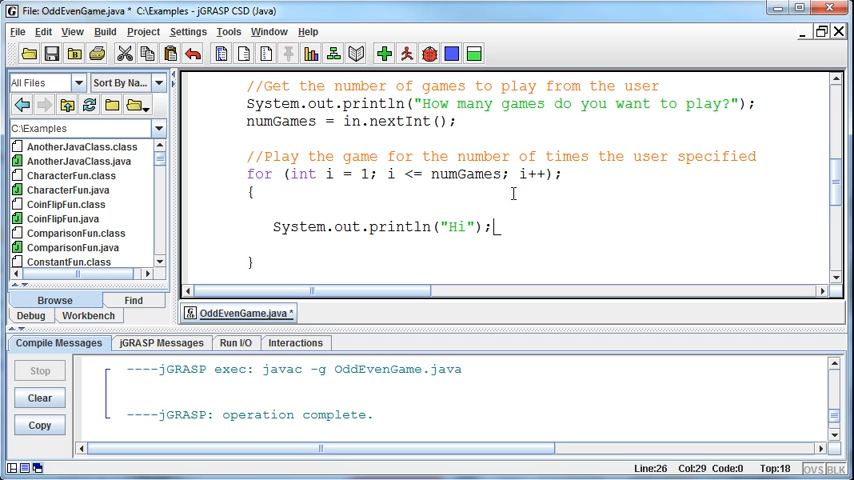 File: OddEvenGame.java * C:\Examples - jGRASP CSD (Java)
File Edit View Build Project Settings Tools Window Help
All Files Sort By Na...
C:\Examples
AnotherJavaClass.class
AnotherJavaClass.java
CharacterFun.class
CharacterFun.java
CoinFlipFun.class
CoinFlipFun.java
ComparisonFun.class
ComparisonFun.java
ConstantFun.class
Browse Find
Debug Workbench
//Get the number of games to play from the user
System.out.println("How many games do you want to play?");
numGames = in.nextInt();
//Play the game for the number of times the user specified
for (int i = 1; i <= numGames; i++);
{
System.out.println("Hi");
}
OddEvenGame.java *
Compile Messages jGRASP Messages Run I/O Interactions
Stop
Clear
Copy
----jGRASP exec: javac -g OddEvenGame.java
----jGRASP: operation complete.
Line:26 Col:29 Code:0 Top:18 OVS BLK